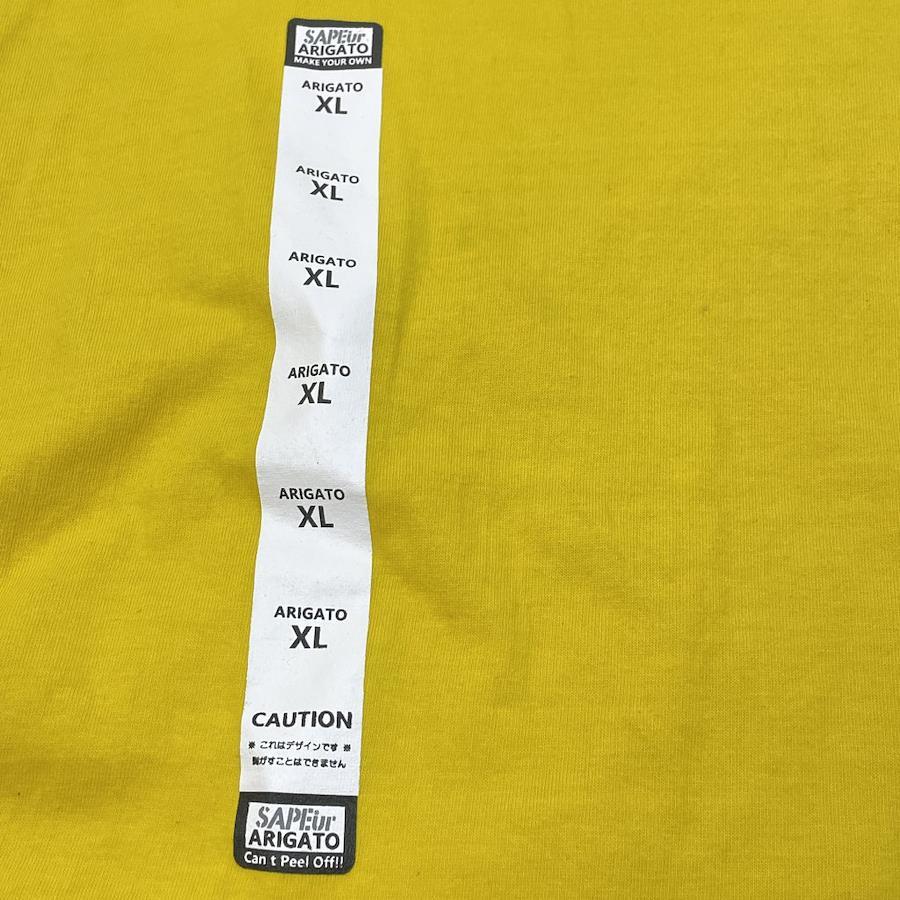 SAPEur
ARIGATO
MAKE YOUR OWN
ARIGATO
XL
ARIGATO
XL
ARIGATO
XL
ARIGATO
XL
ARIGATO
XL
ARIGATO
XL
CAUTION
※ これはデザインです ※
剝がすことはできません
SAPEur
ARIGATO
Can t Peel Off!!